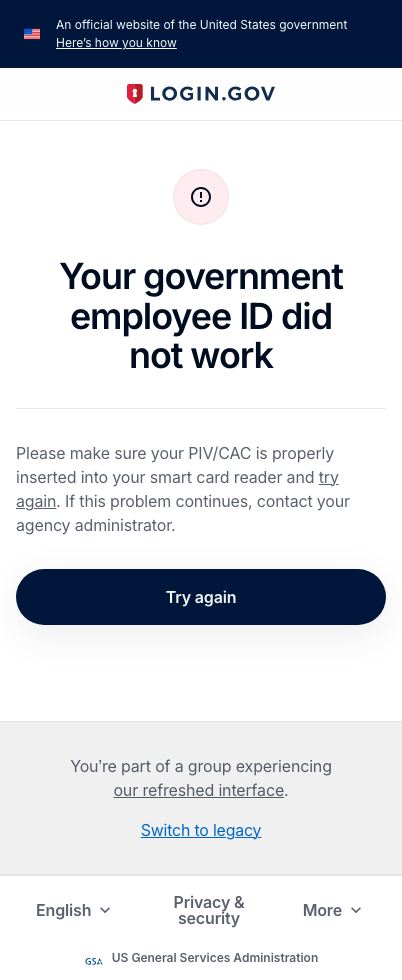 An official website of the United States government
Here’s how you know
LOGIN.GOV
Your government
employee ID did
not work
Please make sure your PIV/CAC is properly
inserted into your smart card reader and try
again. If this problem continues, contact your
agency administrator.
Try again
You’re part of a group experiencing
our refreshed interface.
Switch to legacy
English
Privacy &
security
More
GSA US General Services Administration